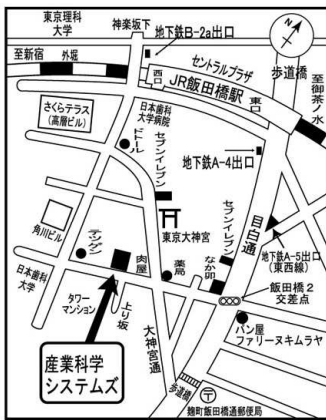 東京理科
大学
神楽坂下
地下鉄B-2a出口
N
至新宿
外堀
セントラルプラザ
歩道橋
西口
JR飯田橋駅
東口
至御茶ノ水
さくらテラス
(高層ビル)
日本歯科
大学病院
ドトール
セブンイレブン
地下鉄A-4出口
角川ビル
東京大神宮
セブンイレブン
目白通
テンゲン
肉屋
薬局
なか卯
地下鉄A-5出口
(東西線)
日本歯科
大学
タワー
マンション
上り坂
大神宮通
飯田橋2
交差点
パン屋
ファリーヌキムラヤ
産業科学
システムズ
歩道橋
〒
麹町飯田橋通郵便局